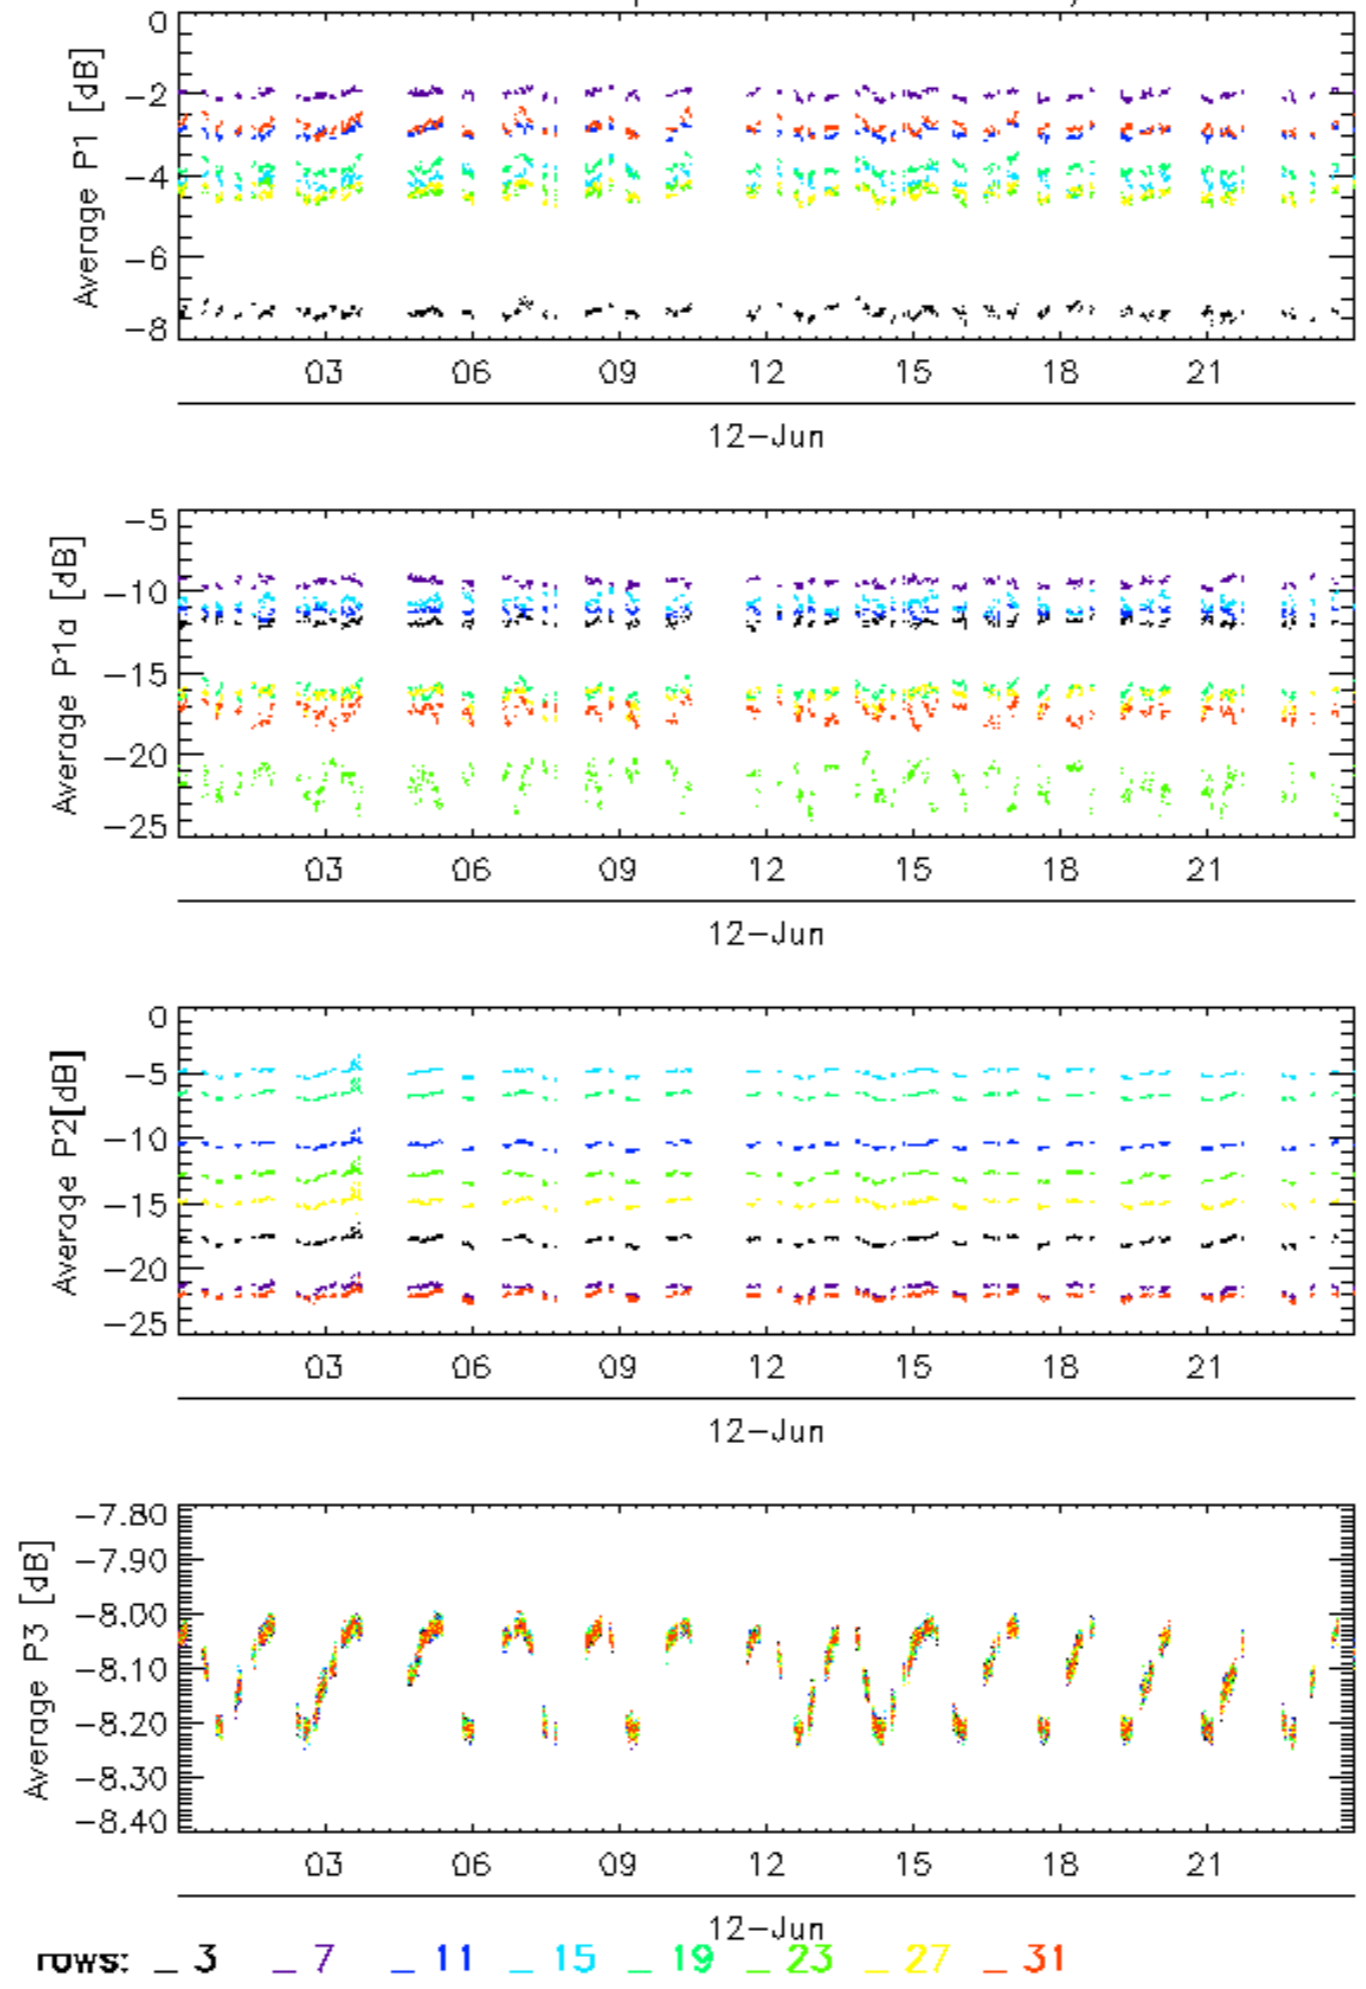 Average P1 [dB]
0
−2
−4
−6
−8
03 06 09 12 15 18 21
12−Jun
Average P1a [dB]
−5
−10
−15
−20
−25
03 06 09 12 15 18 21
12−Jun
Average P2[dB]
0
−5
−10
−15
−20
−25
03 06 09 12 15 18 21
12−Jun
Average P3 [dB]
−7.80
−7.90
−8.00
−8.10
−8.20
−8.30
−8.40
03 06 09 12 15 18 21
12−Jun
rows: _ 3 _ 7 _ 11 _ 15 _ 19 _ 23 _ 27 _ 31